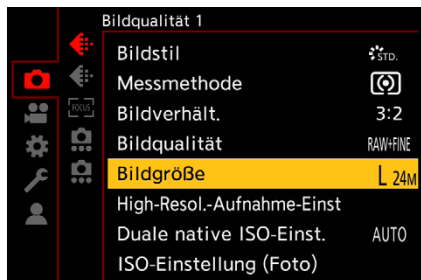 Bildqualität 1
Bildstil STD.
Messmethode
FOCUS Bildverhält. 3:2
Bildqualität RAW+FINE
Bildgröße L 24M
High-Resol.-Aufnahme-Einst
Duale native ISO-Einst. AUTO
ISO-Einstellung (Foto)